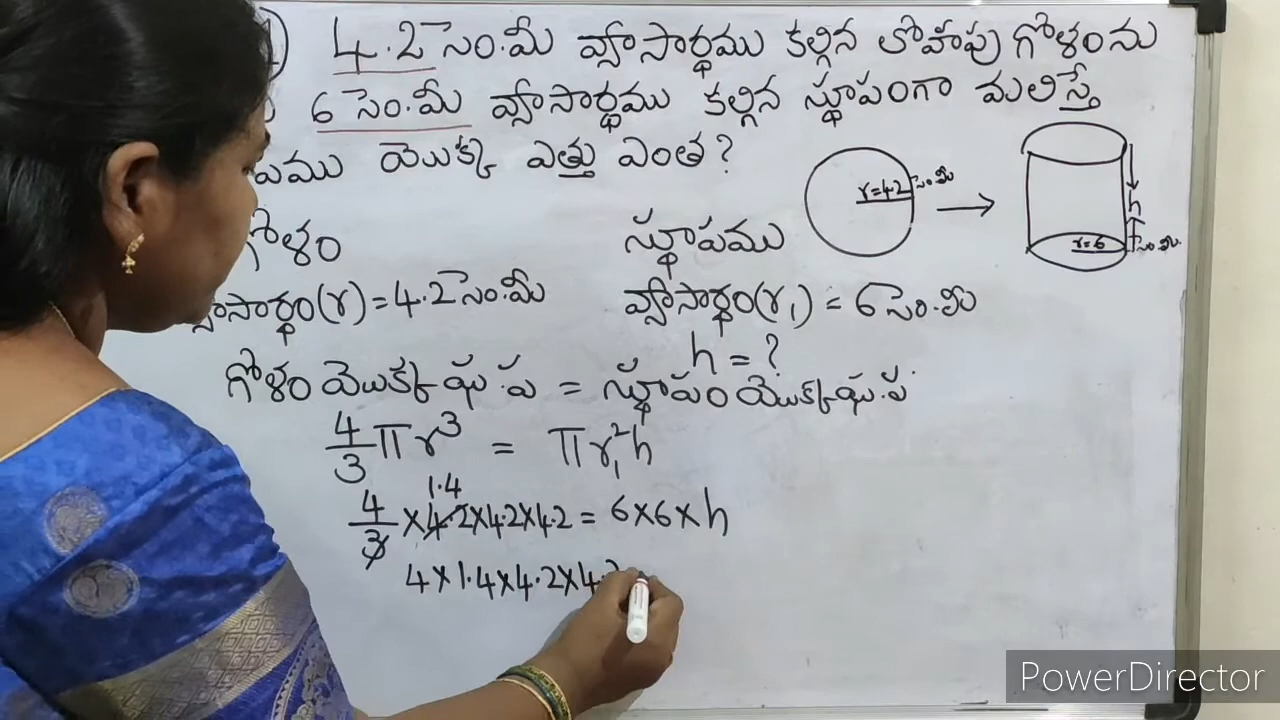 4.2 సెం.మీ వ్యాసార్థము కల్గిన లోహపు గోళంను
6 సెం.మీ వ్యాసార్థము కల్గిన స్థూపంగా మలిస్తే
పము యొక్క ఎత్తు ఎంత?
r=4.2 సెం.మీ
h
r=6 సెం.మీ.
గోళం స్థూపము
వ్యాసార్థం(r)=4.2 సెం.మీ వ్యాసార్థం(r₁) = 6 సెం.మీ
h = ?
గోళం యొక్క ఘ.ప = స్థూపం యొక్క ఘ.ప
4/3 πr³ = πr₁²h
1.4
4/3 × 4.2×4.2×4.2 = 6×6×h
4×1.4×4.2×4.2
PowerDirector